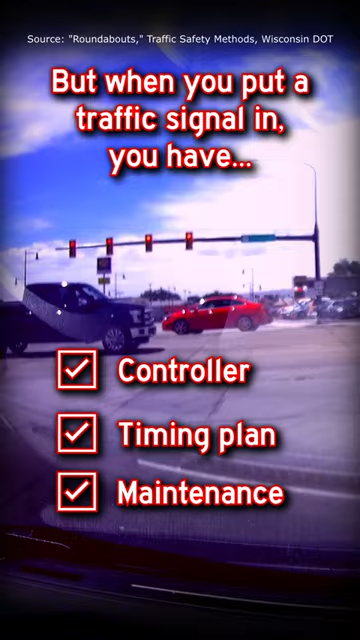 Source: "Roundabouts," Traffic Safety Methods, Wisconsin DOT
But when you put a
traffic signal in,
you have...
Controller
Timing plan
Maintenance